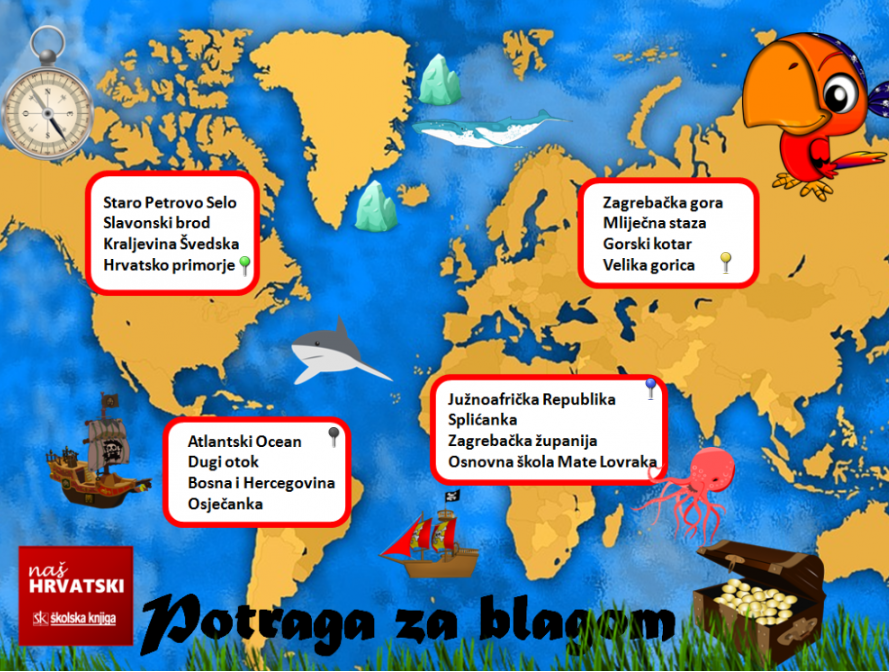 Staro Petrovo Selo
Slavonski brod
Kraljevina Švedska
Hrvatsko primorje
Zagrebačka gora
Mliječna staza
Gorski kotar
Velika gorica
Atlantski Ocean
Dugi otok
Bosna i Hercegovina
Osječanka
Južnoafrička Republika
Splićanka
Zagrebačka županija
Osnovna škola Mate Lovraka
naš
HRVATSKI
SK školska knjiga
Potraga za blagom